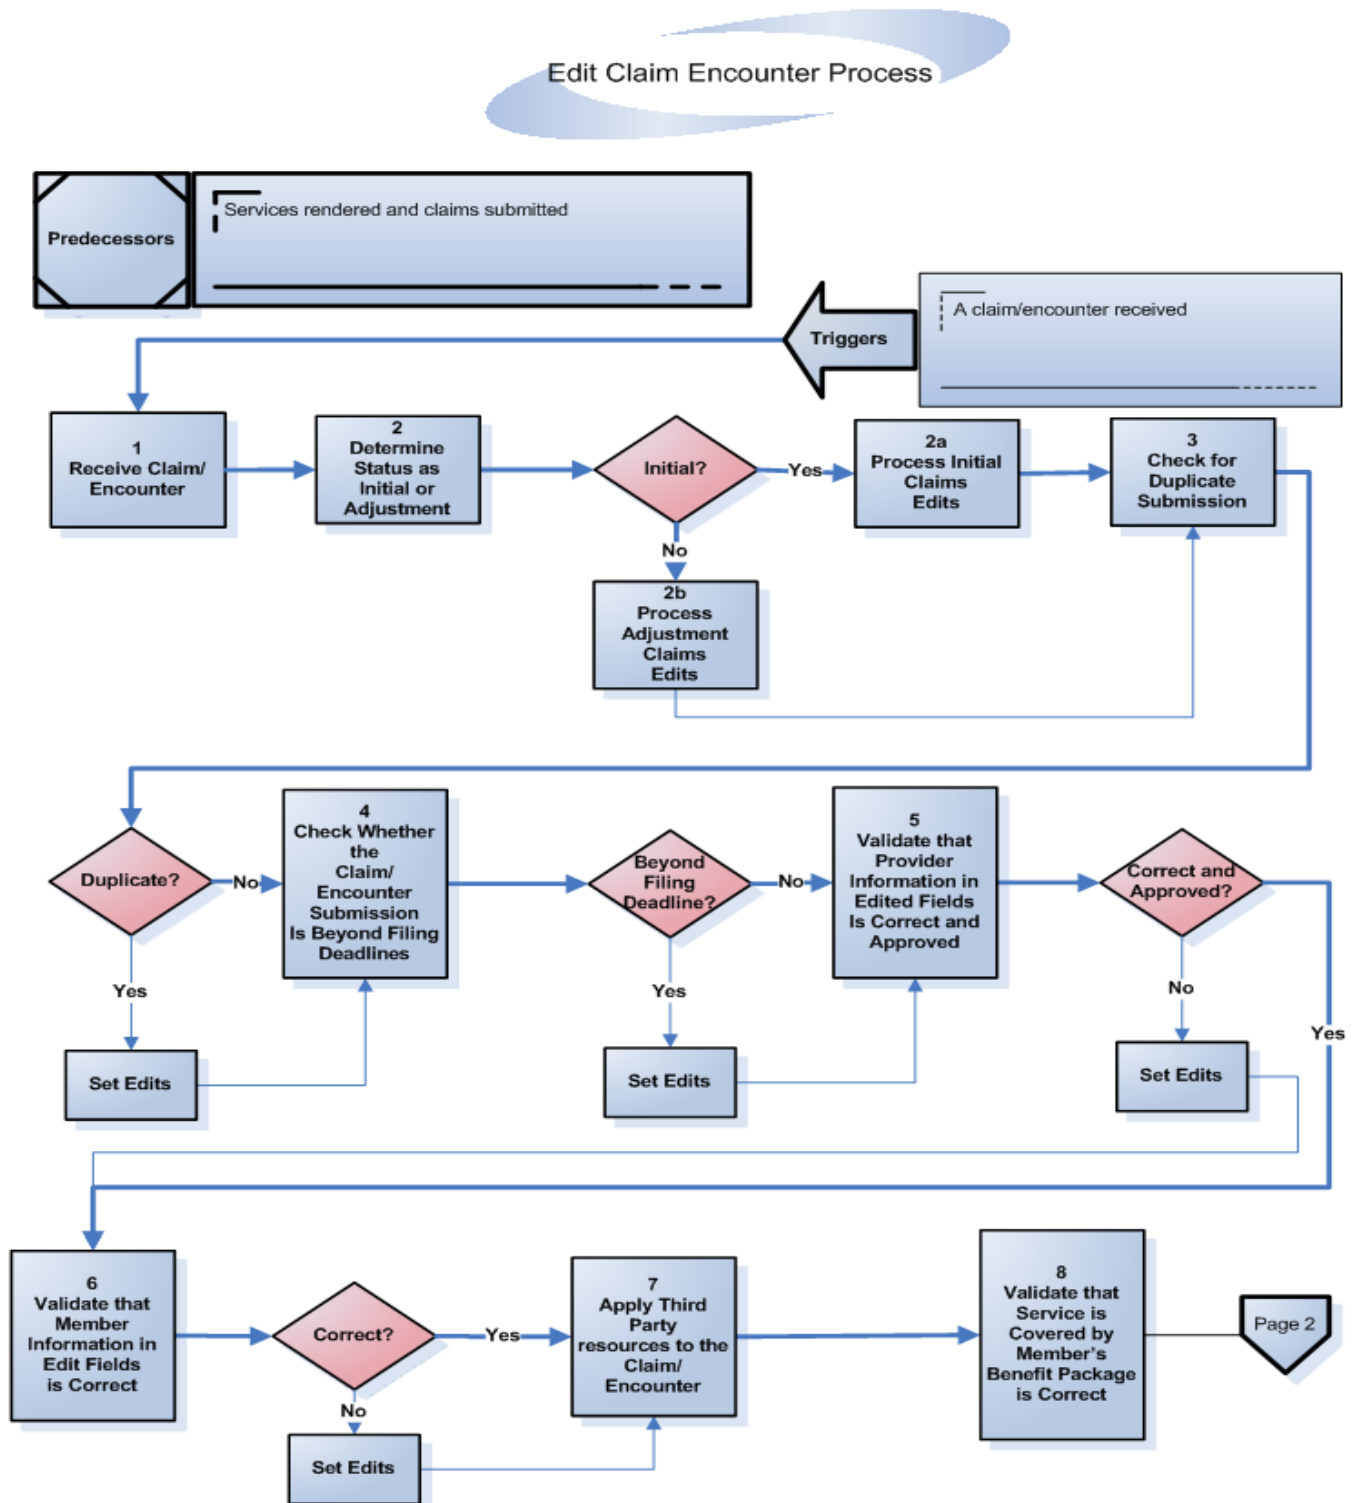 Edit Claim Encounter Process
Predecessors
Services rendered and claims submitted
Triggers
A claim/encounter received
1
Receive Claim/
Encounter
2
Determine
Status as
Initial or
Adjustment
Initial?
Yes
2a
Process Initial
Claims
Edits
3
Check for
Duplicate
Submission
No
2b
Process
Adjustment
Claims
Edits
Duplicate?
No
4
Check Whether
the
Claim/
Encounter
Submission
Is Beyond Filing
Deadlines
Beyond
Filing
Deadline?
No
5
Validate that
Provider
Information in
Edited Fields
Is Correct and
Approved
Correct and
Approved?
Yes
Yes
No
Yes
Set Edits
Set Edits
Set Edits
6
Validate that
Member
Information in
Edit Fields
is Correct
Correct?
Yes
7
Apply Third
Party
resources to the
Claim/
Encounter
8
Validate that
Service is
Covered by
Member's
Benefit Package
is Correct
Page 2
No
Set Edits